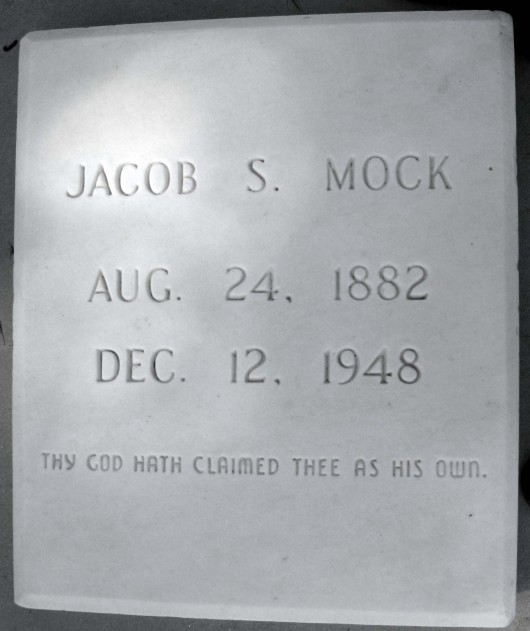 JACOB S. MOCK
AUG. 24, 1882
DEC. 12, 1948
THY GOD HATH CLAIMED THEE AS HIS OWN.